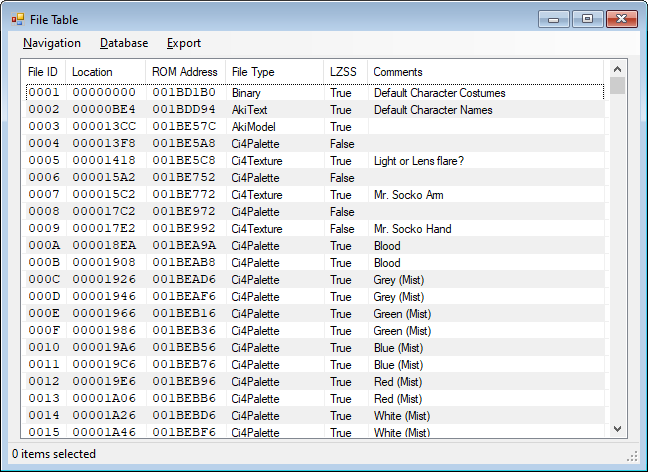 File Table
Navigation Database Export
File ID Location ROM Address File Type LZSS Comments
0001 00000000 001BD1B0 Binary True Default Character Costumes
0002 00000BE4 001BDD94 AkiText True Default Character Names
0003 000013CC 001BE57C AkiModel True
0004 000013F8 001BE5A8 Ci4Palette False
0005 00001418 001BE5C8 Ci4Texture True Light or Lens flare?
0006 000015A2 001BE752 Ci4Palette False
0007 000015C2 001BE772 Ci4Texture True Mr. Socko Arm
0008 000017C2 001BE972 Ci4Palette False
0009 000017E2 001BE992 Ci4Texture False Mr. Socko Hand
000A 000018EA 001BEA9A Ci4Palette True Blood
000B 00001908 001BEAB8 Ci4Palette True Blood
000C 00001926 001BEAD6 Ci4Palette True Grey (Mist)
000D 00001946 001BEAF6 Ci4Palette True Grey (Mist)
000E 00001966 001BEB16 Ci4Palette True Green (Mist)
000F 00001986 001BEB36 Ci4Palette True Green (Mist)
0010 000019A6 001BEB56 Ci4Palette True Blue (Mist)
0011 000019C6 001BEB76 Ci4Palette True Blue (Mist)
0012 000019E6 001BEB96 Ci4Palette True Red (Mist)
0013 00001A06 001BEBB6 Ci4Palette True Red (Mist)
0014 00001A26 001BEBD6 Ci4Palette True White (Mist)
0015 00001A46 001BEBF6 Ci4Palette True White (Mist)
0 items selected